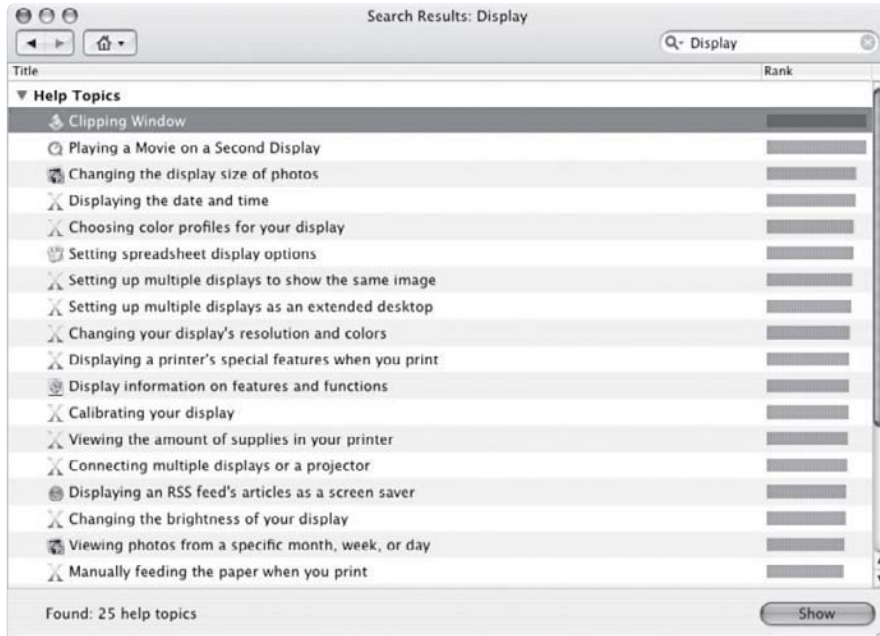 Search Results: Display
Display
Title Rank
Help Topics
Clipping Window
Playing a Movie on a Second Display
Changing the display size of photos
Displaying the date and time
Choosing color profiles for your display
Setting spreadsheet display options
Setting up multiple displays to show the same image
Setting up multiple displays as an extended desktop
Changing your display's resolution and colors
Displaying a printer's special features when you print
Display information on features and functions
Calibrating your display
Viewing the amount of supplies in your printer
Connecting multiple displays or a projector
Displaying an RSS feed's articles as a screen saver
Changing the brightness of your display
Viewing photos from a specific month, week, or day
Manually feeding the paper when you print
Found: 25 help topics Show